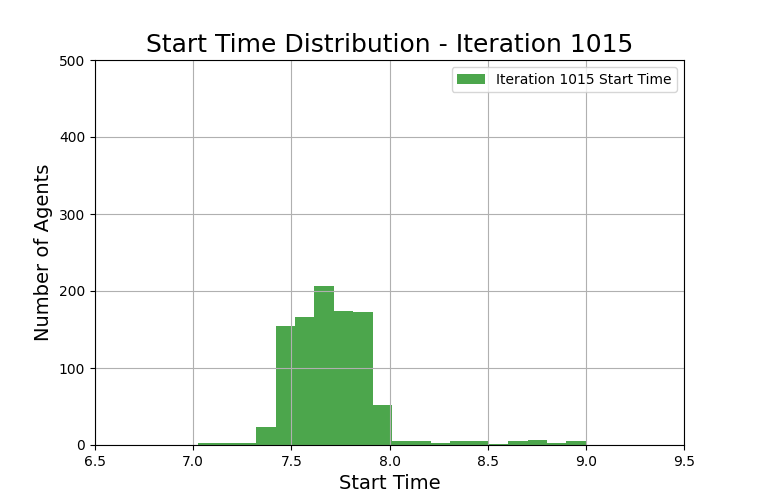 Start Time Distribution - Iteration 1015
Iteration 1015 Start Time
Number of Agents
500
400
300
200
100
0
6.5 7.0 7.5 8.0 8.5 9.0 9.5
Start Time